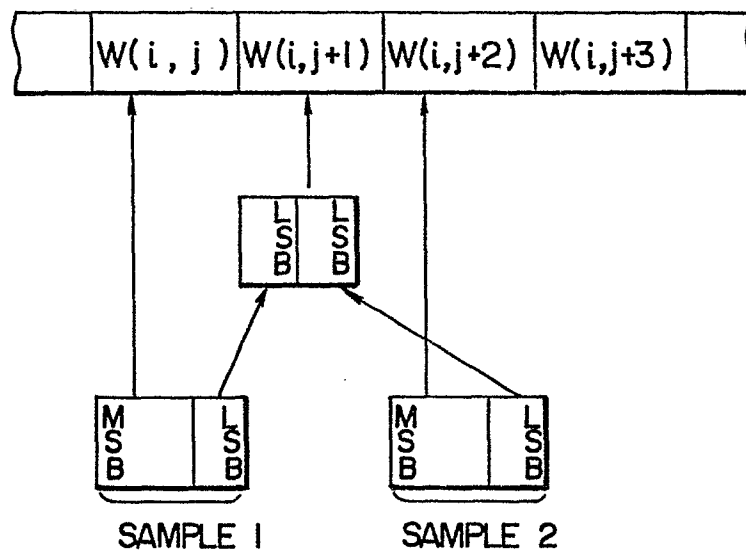 W(i, j) W(i,j+1) W(i,j+2) W(i,j+3)
LSB LSB
MSB LSB MSB LSB
SAMPLE 1 SAMPLE 2